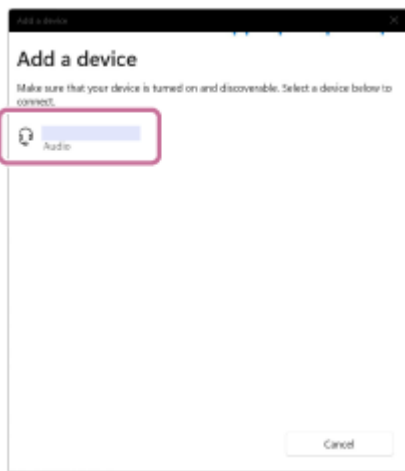 Add a device
Add a device
Make sure that your device is turned on and discoverable. Select a device below to
connect.
Audio
Cancel